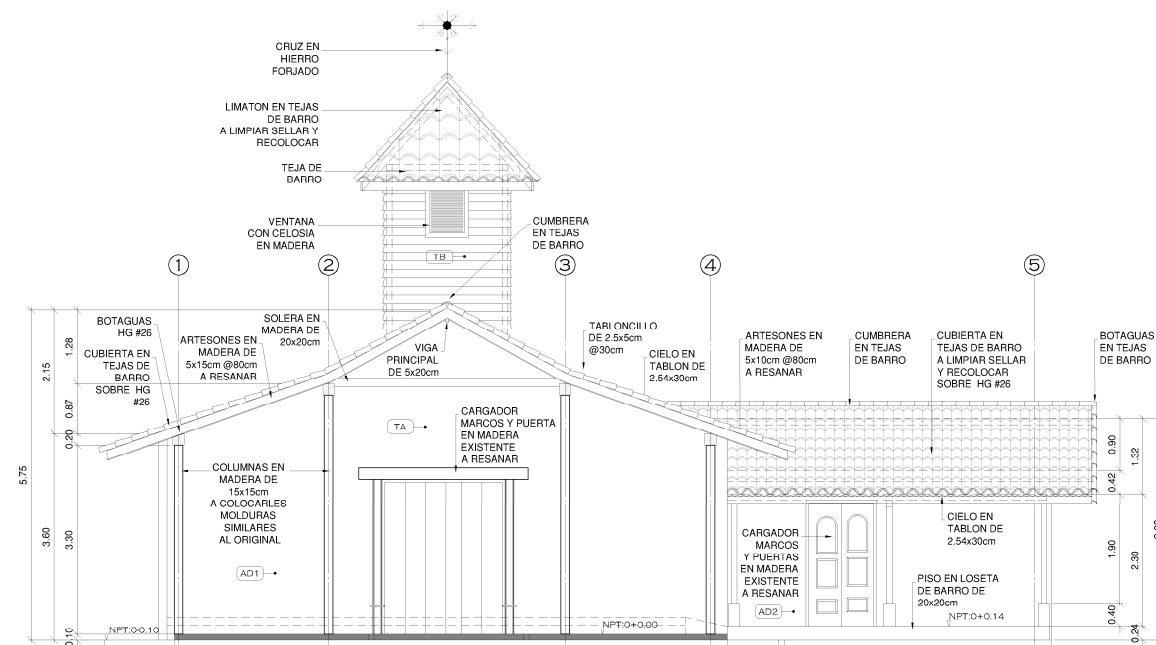 CRUZ EN
HIERRO
FORJADO
LIMATON EN TEJAS
DE BARRO
A LIMPIAR SELLAR Y
RECOLOCAR
TEJA DE
BARRO
VENTANA
CON CELOSIA
EN MADERA
CUMBRERA
EN TEJAS
DE BARRO
TB
1
2
3
4
5
BOTAGUAS
HG #26
CUBIERTA EN
TEJAS DE
BARRO
SOBRE HG
#26
ARTESONES EN
MADERA DE
5x15cm @80cm
A RESANAR
SOLERA EN
MADERA DE
20x20cm
VIGA
PRINCIPAL
DE 5x20cm
TABLONCILLO
DE 2.5x5cm
@30cm
CIELO EN
TABLON DE
2.54x30cm
ARTESONES EN
MADERA DE
5x10cm @80cm
A RESANAR
CUMBRERA
EN TEJAS
DE BARRO
CUBIERTA EN
TEJAS DE BARRO
A LIMPIAR SELLAR
Y RECOLOCAR
SOBRE HG #26
BOTAGUAS
EN TEJAS
DE BARRO
TA
CARGADOR
MARCOS Y PUERTA
EN MADERA
EXISTENTE
A RESANAR
COLUMNAS EN
MADERA DE
15x15cm
A COLOCARLES
MOLDURAS
SIMILARES
AL ORIGINAL
AD1
CARGADOR
MARCOS
Y PUERTAS
EN MADERA
EXISTENTE
A RESANAR
AD2
CIELO EN
TABLON DE
2.54x30cm
PISO EN LOSETA
DE BARRO DE
20x20cm
NPT:0-0.10
NPT:0+0.00
NPT:0+0.14
5.75
2.15
3.60
1.28
0.87
0.20
3.30
0.10
0.90
0.42
1.90
0.40
1.32
2.30
0.24